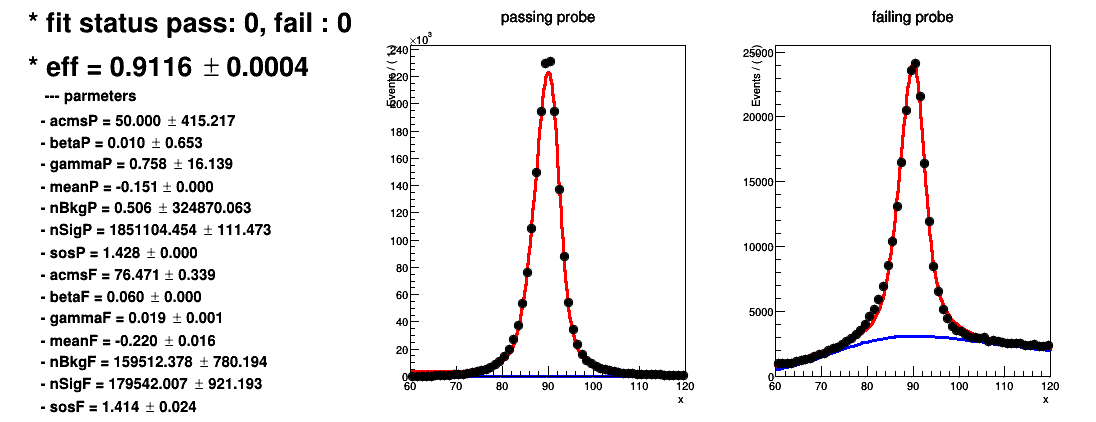 * fit status pass: 0, fail : 0
* eff = 0.9116 ± 0.0004
--- parmeters
- acmsP = 50.000 ± 415.217
- betaP = 0.010 ± 0.653
- gammaP = 0.758 ± 16.139
- meanP = -0.151 ± 0.000
- nBkgP = 0.506 ± 324870.063
- nSigP = 1851104.454 ± 111.473
- sosP = 1.428 ± 0.000
- acmsF = 76.471 ± 0.339
- betaF = 0.060 ± 0.000
- gammaF = 0.019 ± 0.001
- meanF = -0.220 ± 0.016
- nBkgF = 159512.378 ± 780.194
- nSigF = 179542.007 ± 921.193
- sosF = 1.414 ± 0.024
passing probe
×10³
Events / (
240
220
200
180
160
140
120
100
80
60
40
20
0
60 70 80 90 100 110 120
x
failing probe
Events / (
25000
20000
15000
10000
5000
0
60 70 80 90 100 110 120
x